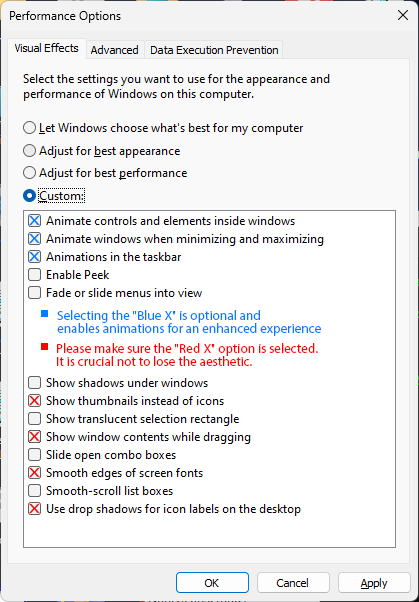 Performance Options
Visual Effects
Advanced
Data Execution Prevention
Select the settings you want to use for the appearance and
performance of Windows on this computer.
Let Windows choose what's best for my computer
Adjust for best appearance
Adjust for best performance
Custom:
Animate controls and elements inside windows
Animate windows when minimizing and maximizing
Animations in the taskbar
Enable Peek
Fade or slide menus into view
Selecting the "Blue X" is optional and
enables animations for an enhanced experience
Please make sure the "Red X" option is selected.
It is crucial not to lose the aesthetic.
Show shadows under windows
Show thumbnails instead of icons
Show translucent selection rectangle
Show window contents while dragging
Slide open combo boxes
Smooth edges of screen fonts
Smooth-scroll list boxes
Use drop shadows for icon labels on the desktop
OK
Cancel
Apply